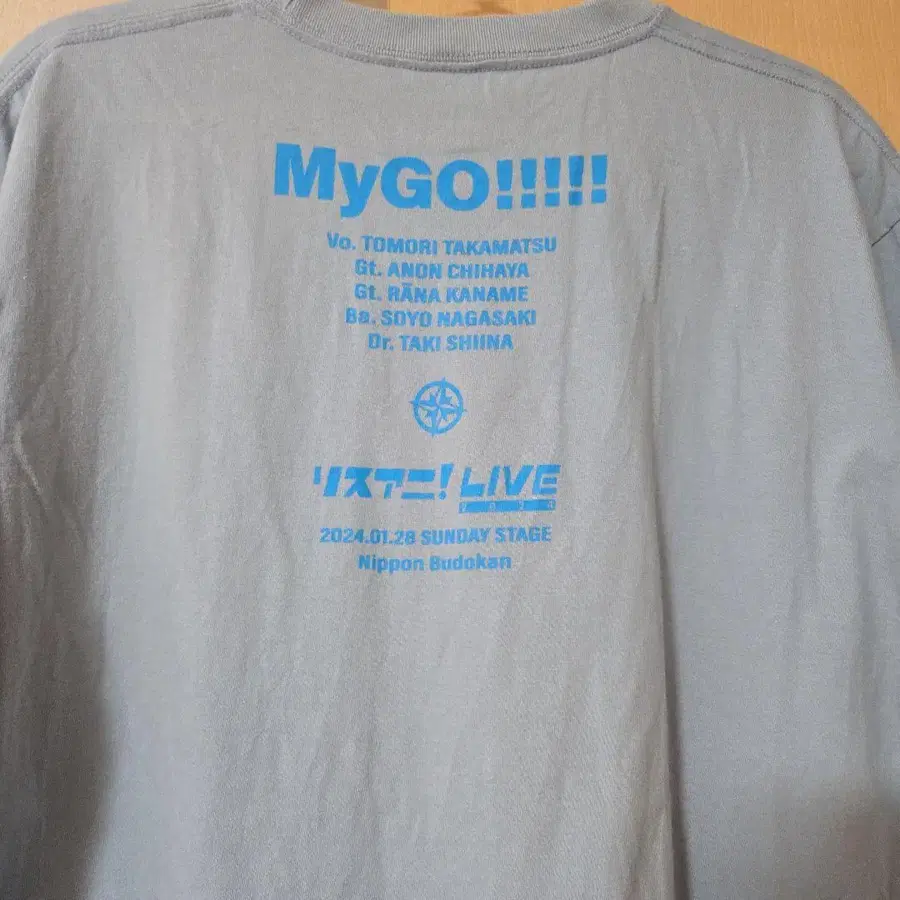 MyGO!!!!!
Vo. TOMORI TAKAMATSU
Gt. ANON CHIHAYA
Gt. RĀNA KANAME
Ba. SOYO NAGASAKI
Dr. TAKI SHIINA
リスアニ! LIVE
2024
2024.01.28 SUNDAY STAGE
Nippon Budokan